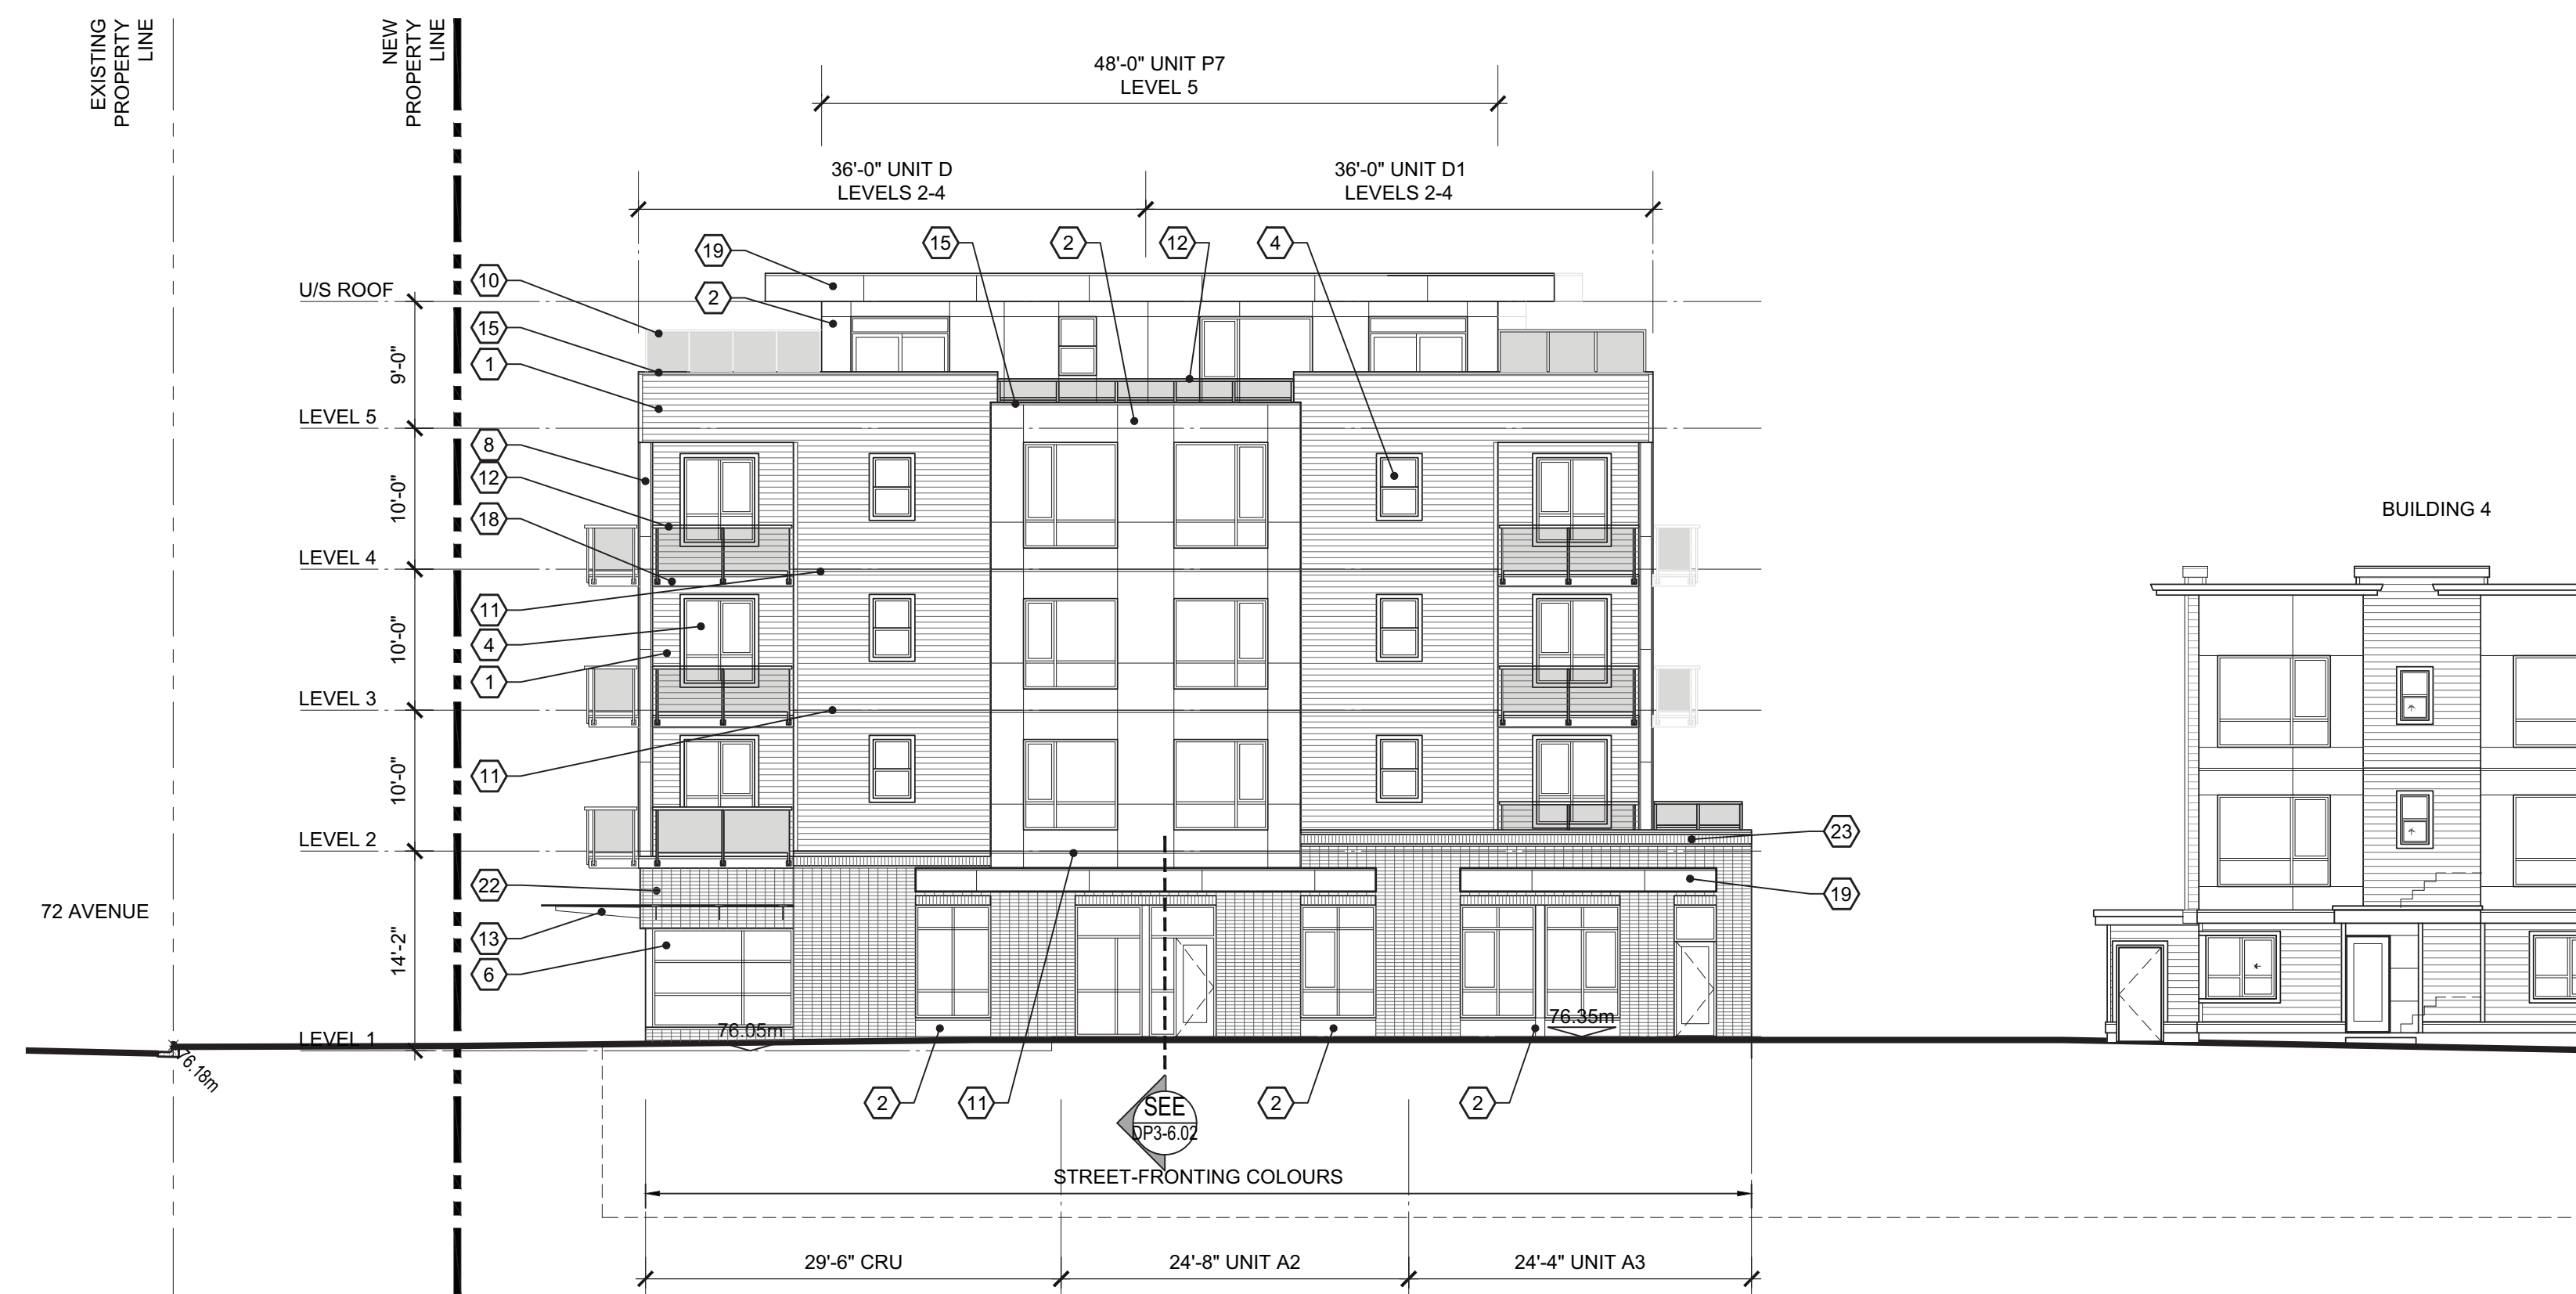 EXISTING
PROPERTY
LINE
NEW
PROPERTY
LINE
48'-0" UNIT P7
LEVEL 5
36'-0" UNIT D
LEVELS 2-4
36'-0" UNIT D1
LEVELS 2-4
19
15
2
12
4
10
2
U/S ROOF
15
9'-0"
1
LEVEL 5
8
12
10'-0"
18
BUILDING 4
LEVEL 4
11
10'-0"
4
1
LEVEL 3
11
10'-0"
LEVEL 2
23
22
19
72 AVENUE
13
14'-2"
6
LEVEL 1
76.05m
76.35m
76.18m
2
11
SEE
DP3-6.02
2
2
STREET-FRONTING COLOURS
29'-6" CRU
24'-8" UNIT A2
24'-4" UNIT A3